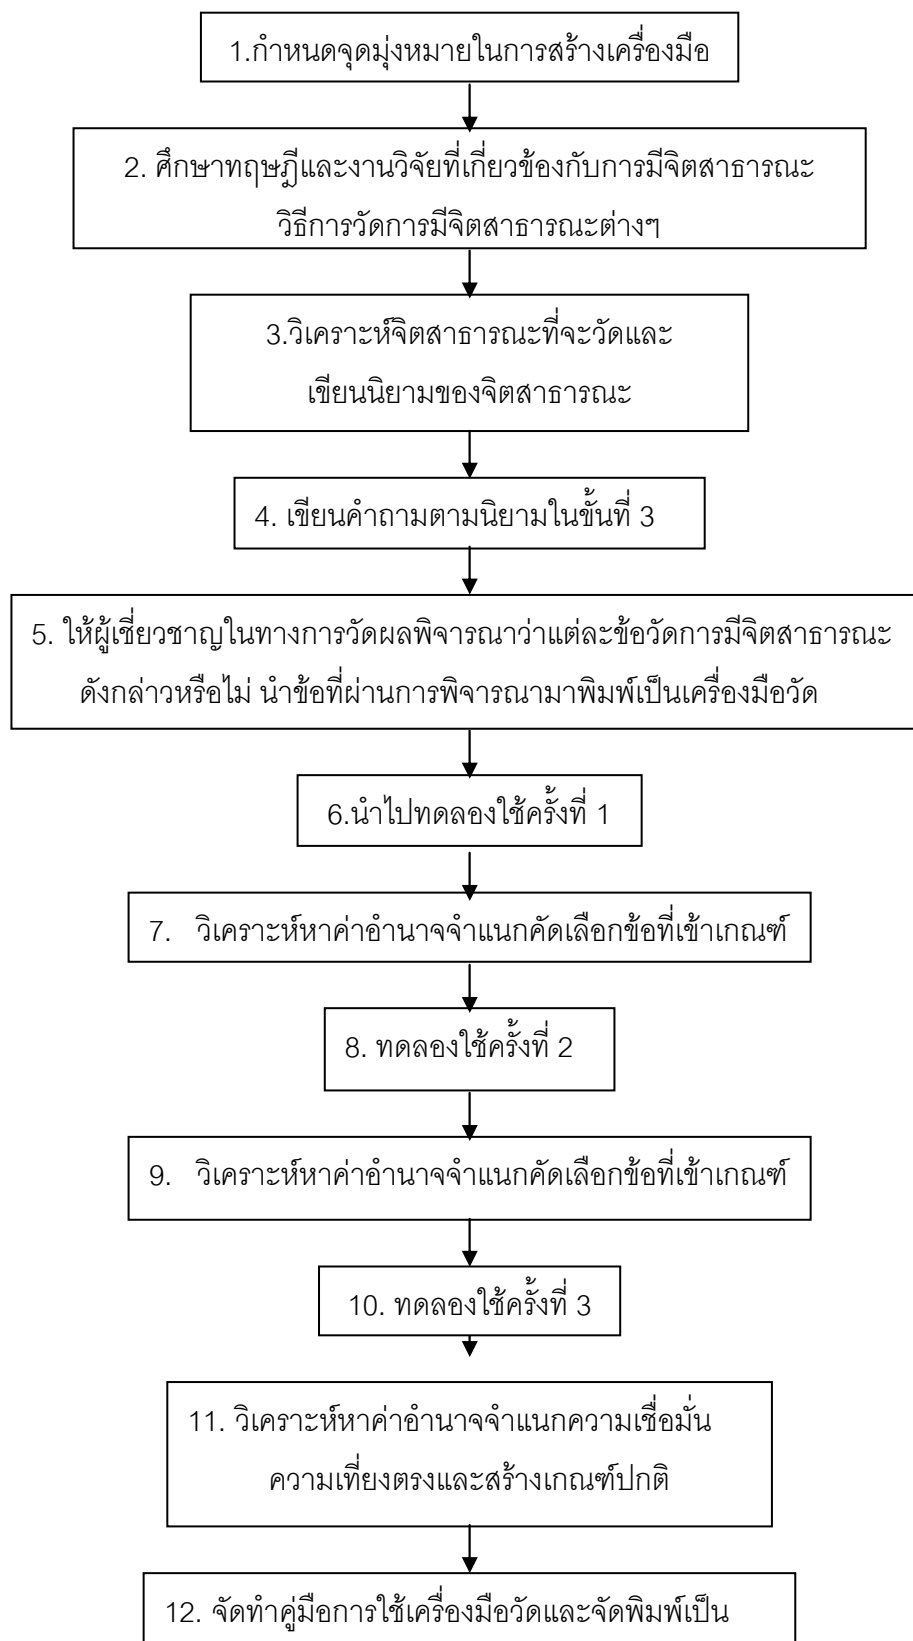 1.กำหนดจุดมุ่งหมายในการสร้างเครื่องมือ
2. ศึกษาทฤษฎีและงานวิจัยที่เกี่ยวข้องกับการมีจิตสาธารณะ
วิธีการวัดการมีจิตสาธารณะต่างๆ
3.วิเคราะห์จิตสาธารณะที่จะวัดและ
เขียนนิยามของจิตสาธารณะ
4. เขียนคำถามตามนิยามในขั้นที่ 3
5. ให้ผู้เชี่ยวชาญในทางการวัดผลพิจารณาว่าแต่ละข้อวัดการมีจิตสาธารณะ
ดังกล่าวหรือไม่ นำข้อที่ผ่านการพิจารณามาพิมพ์เป็นเครื่องมือวัด
6.นำไปทดลองใช้ครั้งที่ 1
7. วิเคราะห์หาค่าอำนาจจำแนกคัดเลือกข้อที่เข้าเกณฑ์
8. ทดลองใช้ครั้งที่ 2
9. วิเคราะห์หาค่าอำนาจจำแนกคัดเลือกข้อที่เข้าเกณฑ์
10. ทดลองใช้ครั้งที่ 3
11. วิเคราะห์หาค่าอำนาจจำแนกความเชื่อมั่น
ความเที่ยงตรงและสร้างเกณฑ์ปกติ
12. จัดทำคู่มือการใช้เครื่องมือวัดและจัดพิมพ์เป็น